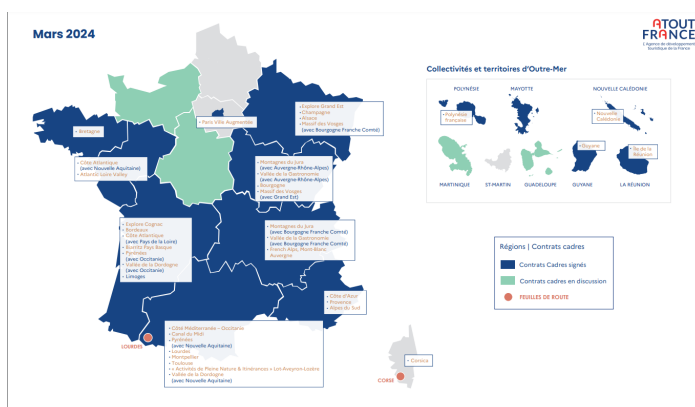 Mars 2024
ATOUT
FRANCE
L'Agence de développement
touristique de la France
Collectivités et territoires d'Outre-Mer
POLYNÉSIE
MAYOTTE
NOUVELLE CALÉDONIE
• Polynésie
française
• Nouvelle
Calédonie
• Guyane
• Île de la
Réunion
MARTINIQUE
ST-MARTIN
GUADELOUPE
GUYANE
LA RÉUNION
• Explore Grand Est
• Champagne
• Alsace
• Massif des Vosges
(avec Bourgogne Franche Comté)
• Paris Ville Augmentée
• Bretagne
• Côte Atlantique
(avec Nouvelle Aquitaine)
• Atlantic Loire Valley
• Montagnes du Jura
(avec Auvergne-Rhône-Alpes)
• Vallée de la Gastronomie
(avec Auvergne-Rhône-Alpes)
• Bourgogne
• Massif des Vosges
(avec Grand Est)
• Explore Cognac
• Bordeaux
• Côte Atlantique
(avec Pays de la Loire)
• Biarritz Pays Basque
• Pyrénées
(avec Occitanie)
• Vallée de la Dordogne
(avec Occitanie)
• Limoges
• Montagnes du Jura
(avec Bourgogne Franche Comté)
• Vallée de la Gastronomie
(avec Bourgogne Franche Comté)
• French Alps, Mont-Blanc
Auvergne
• Côte d'Azur
• Provence
• Alpes du Sud
• Côté Méditerranée – Occitanie
• Canal du Midi
• Pyrénées
(avec Nouvelle Aquitaine)
• Lourdes
• Montpellier
• Toulouse
• « Activités de Pleine Nature & Itinérances » Lot-Aveyron-Lozère
• Vallée de la Dordogne
(avec Nouvelle Aquitaine)
LOURDES
• Corsica
CORSE
Régions | Contrats cadres
Contrats Cadres signés
Contrats cadres en discussion
FEUILLES DE ROUTE